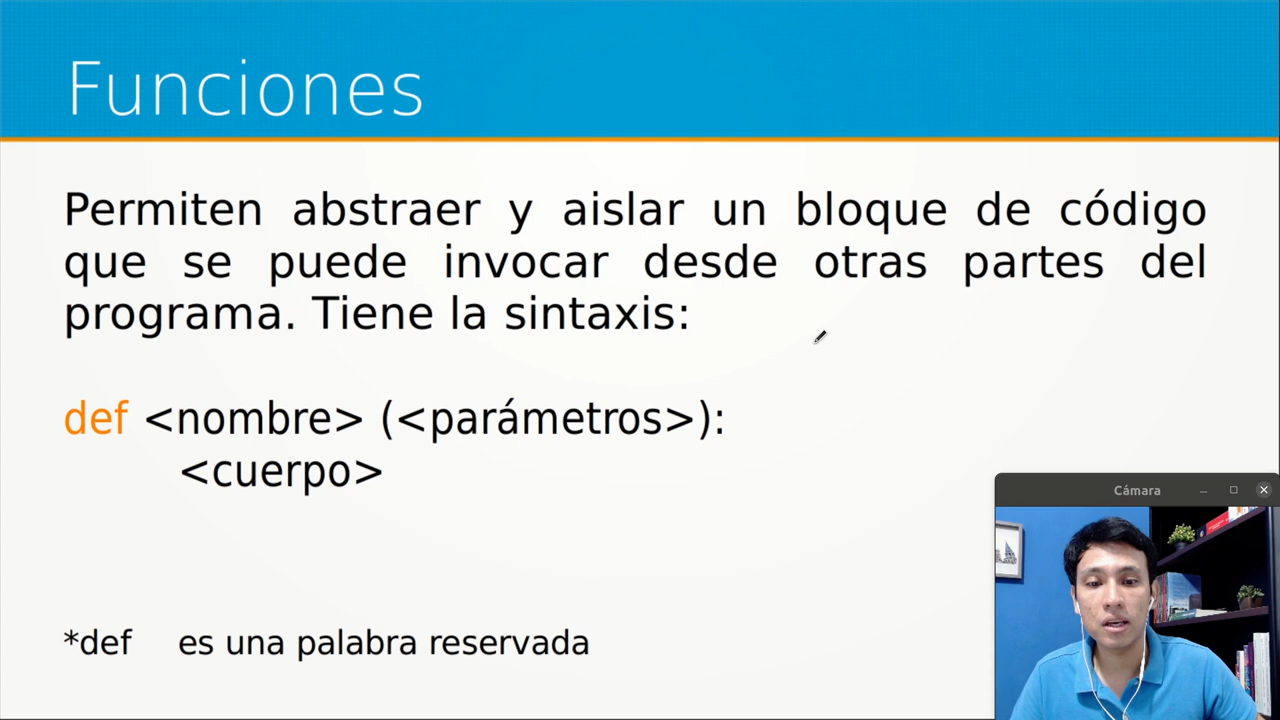 Funciones
Permiten abstraer y aislar un bloque de código
que se puede invocar desde otras partes del
programa. Tiene la sintaxis:
def <nombre> (<parámetros>):
<cuerpo>
*def es una palabra reservada
Cámara